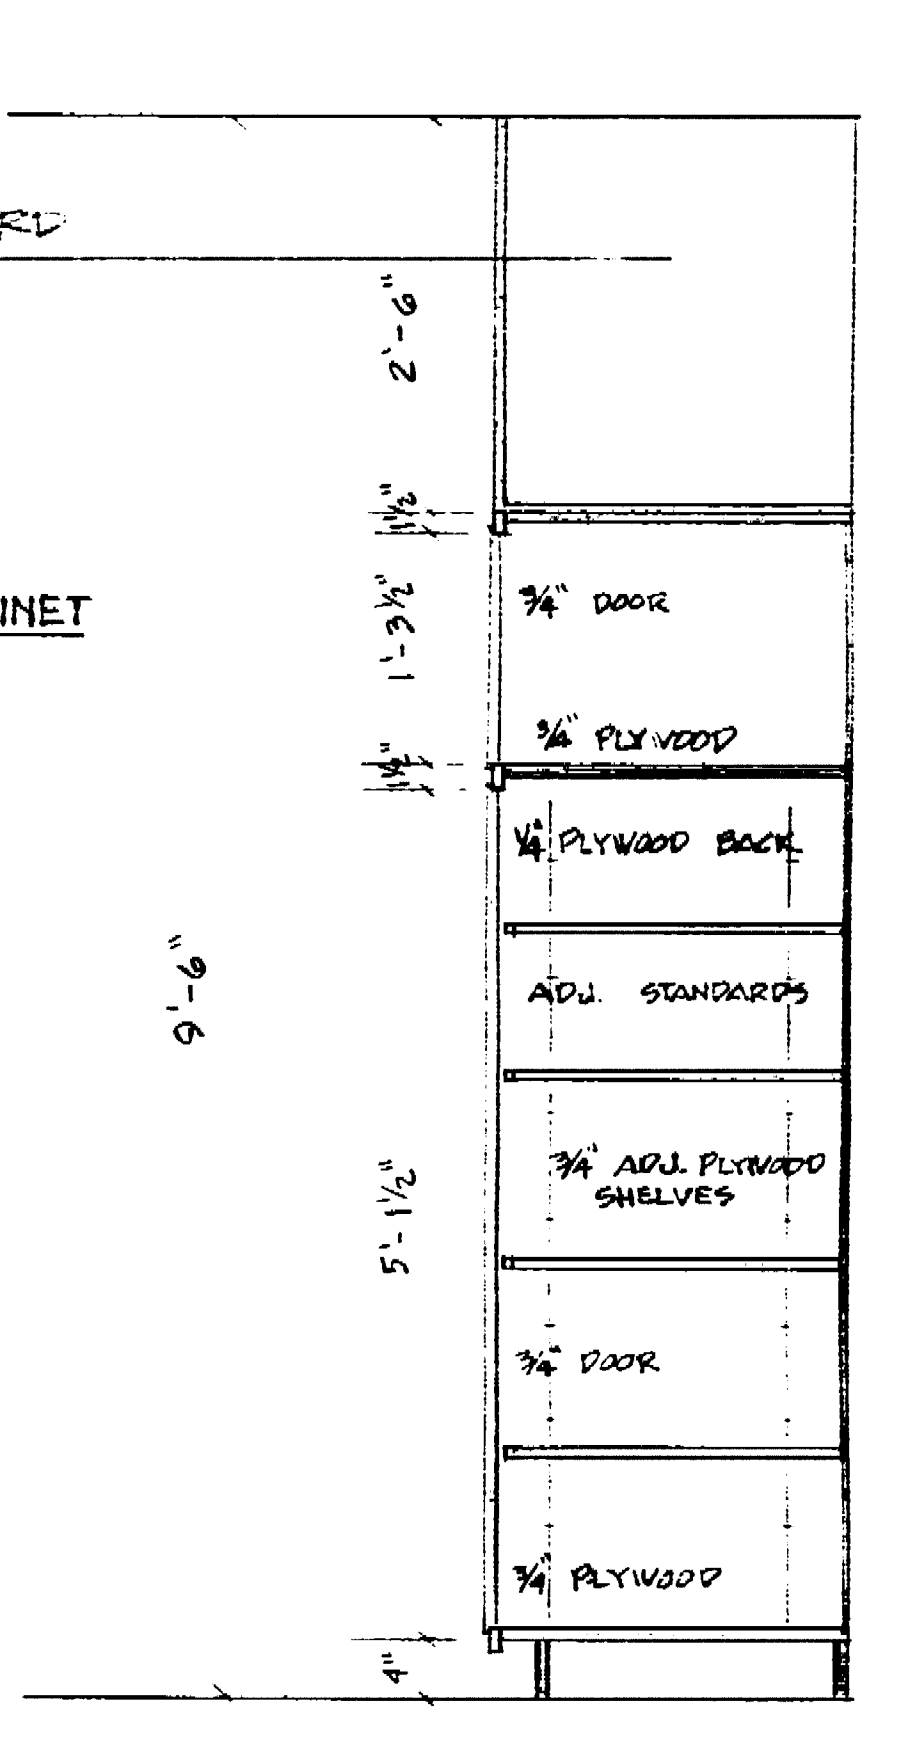 RD
2'-6"
1½"
1'-3½"
INET
3/4" DOOR
3/4" PLYWOOD
1½"
1/4" PLYWOOD BACK
9'-6"
ADJ. STANDARDS
5'-1½"
3/4" ADJ. PLYWOOD
SHELVES
3/4" DOOR
3/4" PLYWOOD
4"